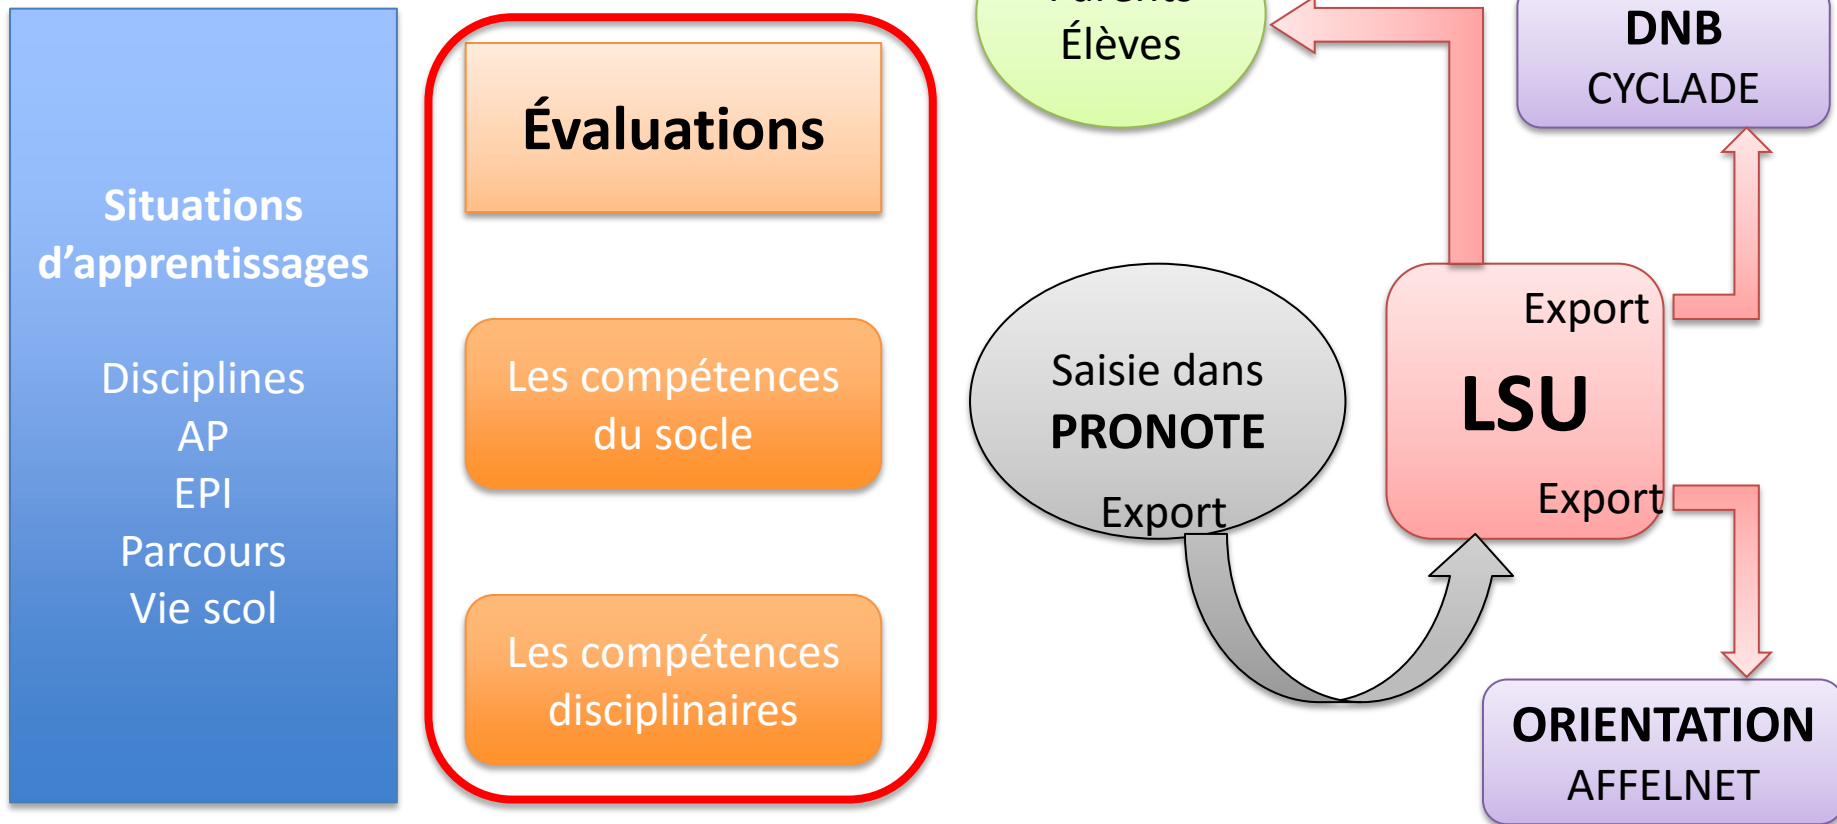 Situations
d’apprentissages
Disciplines
AP
EPI
Parcours
Vie scol
Évaluations
Les compétences
du socle
Les compétences
disciplinaires
Parents
Élèves
Saisie dans
PRONOTE
Export
Export
LSU
Export
DNB
CYCLADE
ORIENTATION
AFFELNET